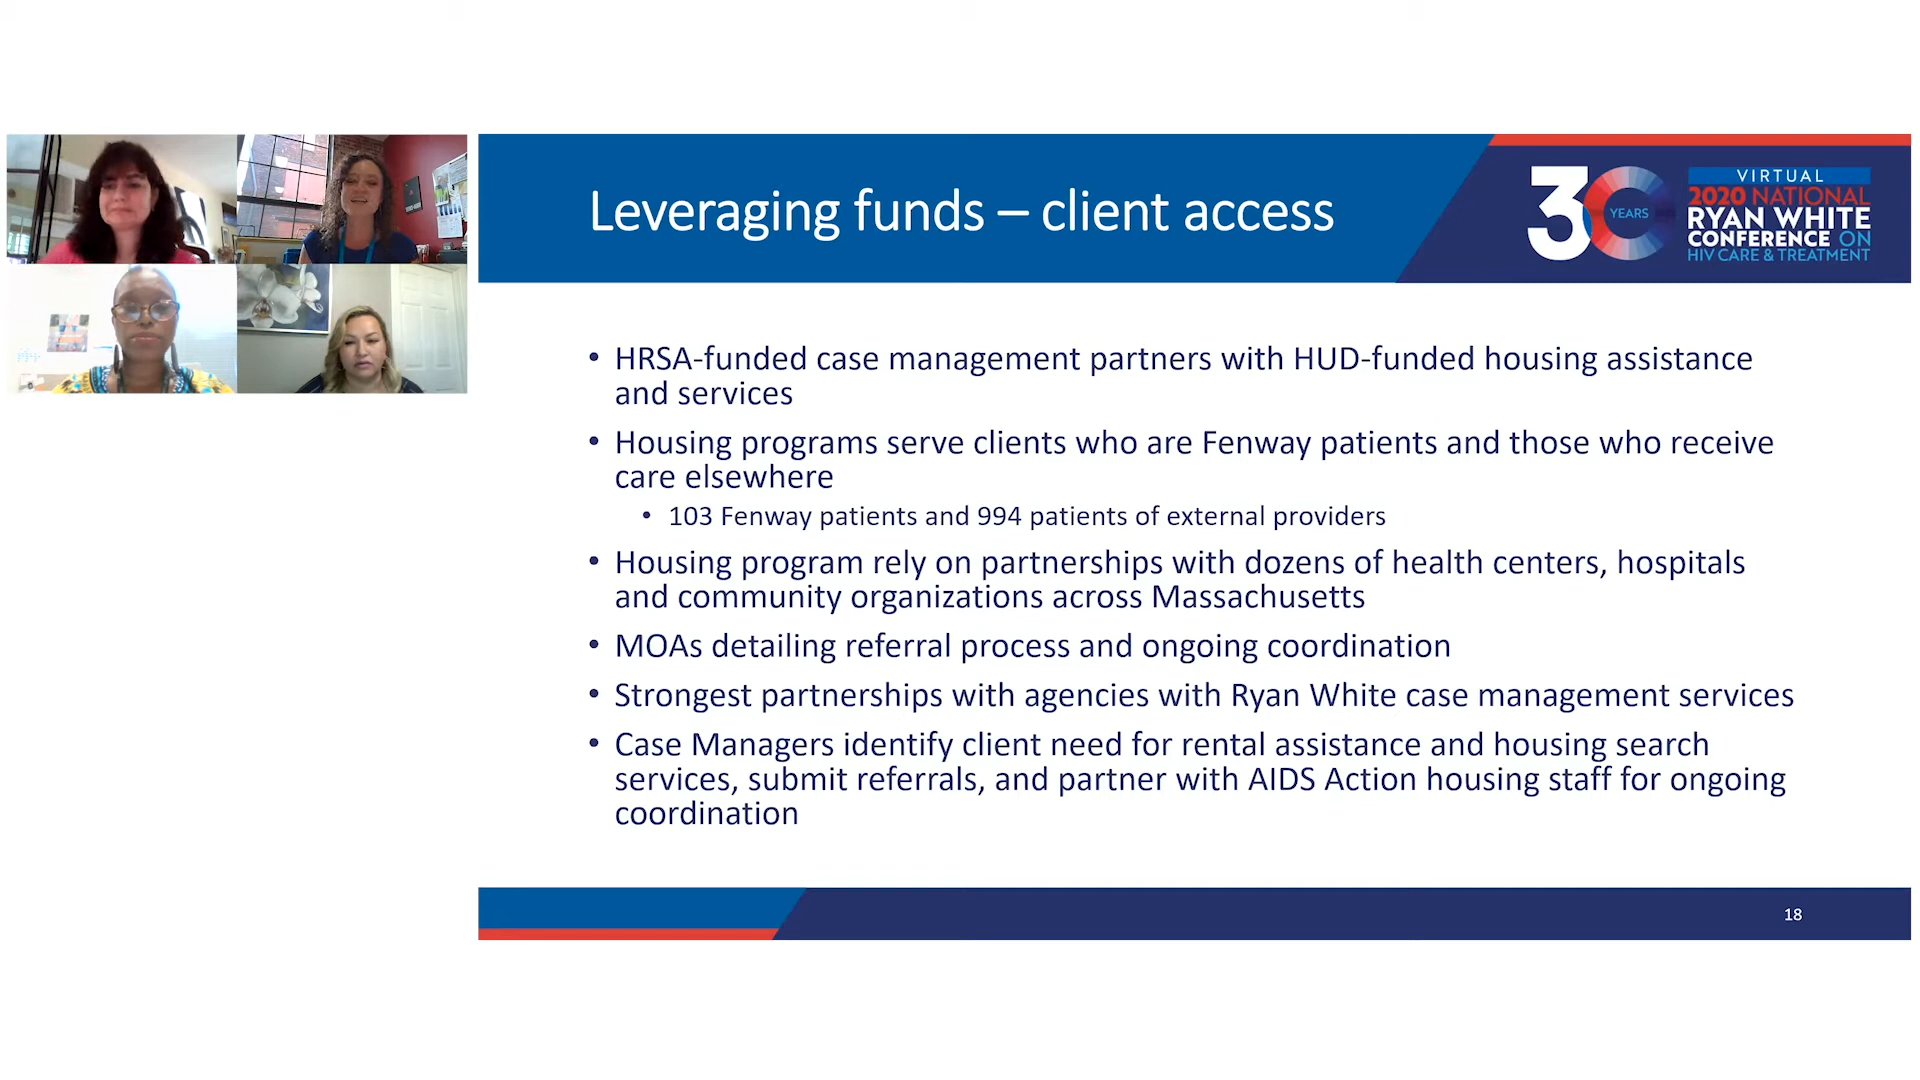 Leveraging funds – client access
30 YEARS
VIRTUAL
2020 NATIONAL
RYAN WHITE
CONFERENCE ON
HIV CARE & TREATMENT
• HRSA-funded case management partners with HUD-funded housing assistance
and services
• Housing programs serve clients who are Fenway patients and those who receive
care elsewhere
• 103 Fenway patients and 994 patients of external providers
• Housing program rely on partnerships with dozens of health centers, hospitals
and community organizations across Massachusetts
• MOAs detailing referral process and ongoing coordination
• Strongest partnerships with agencies with Ryan White case management services
• Case Managers identify client need for rental assistance and housing search
services, submit referrals, and partner with AIDS Action housing staff for ongoing
coordination
18